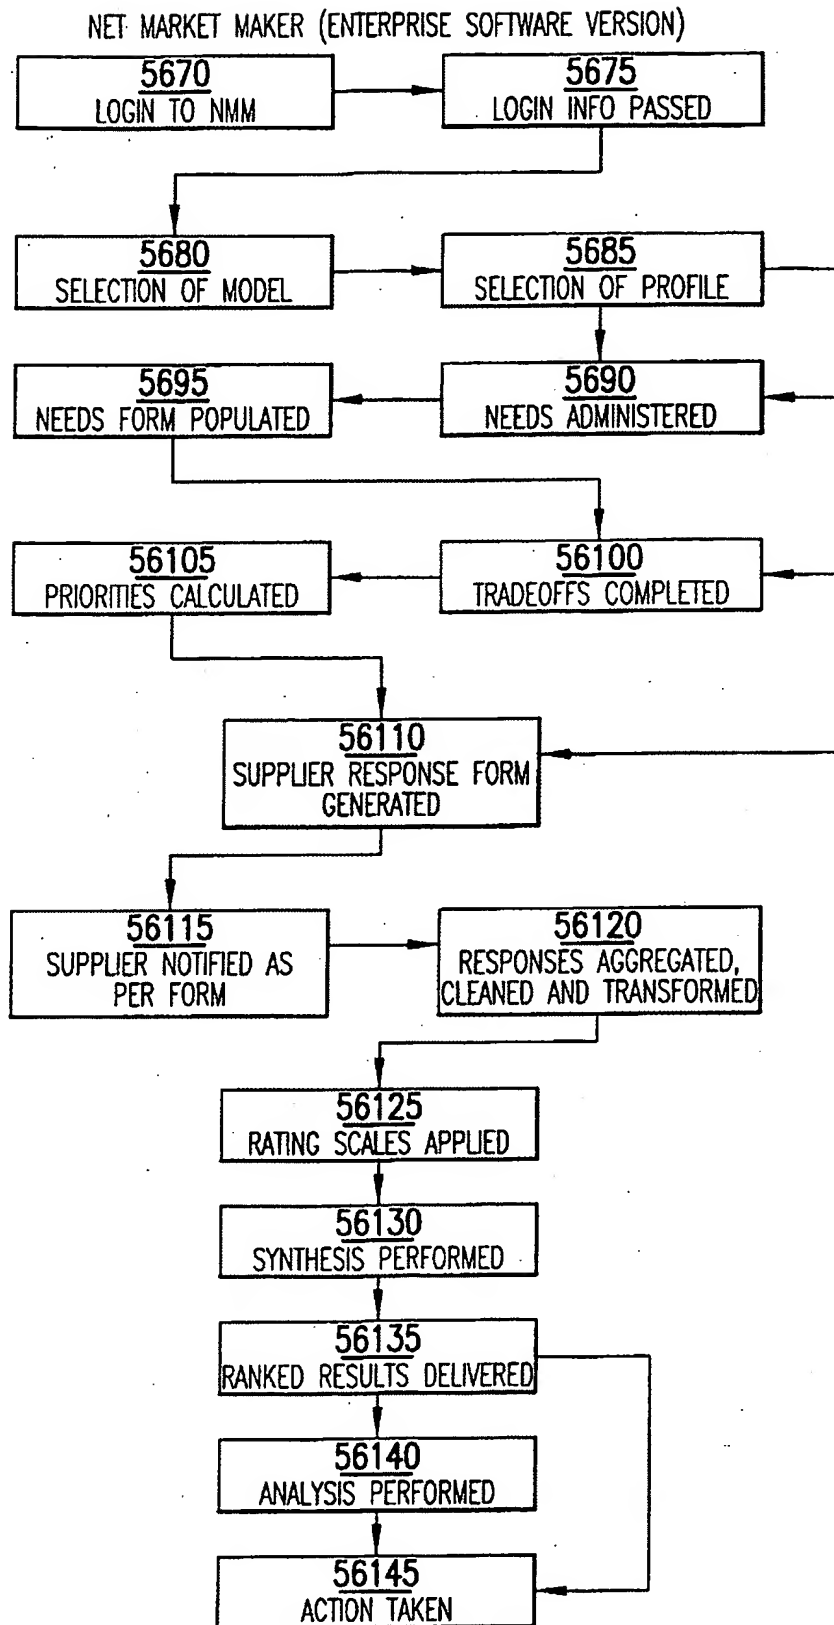 NET MARKET MAKER (ENTERPRISE SOFTWARE VERSION)
5670
LOGIN TO NMM
5675
LOGIN INFO PASSED
5680
SELECTION OF MODEL
5685
SELECTION OF PROFILE
5695
NEEDS FORM POPULATED
5690
NEEDS ADMINISTERED
56105
PRIORITIES CALCULATED
56100
TRADEOFFS COMPLETED
56110
SUPPLIER RESPONSE FORM
GENERATED
56115
SUPPLIER NOTIFIED AS
PER FORM
56120
RESPONSES AGGREGATED,
CLEANED AND TRANSFORMED
56125
RATING SCALES APPLIED
56130
SYNTHESIS PERFORMED
56135
RANKED RESULTS DELIVERED
56140
ANALYSIS PERFORMED
56145
ACTION TAKEN